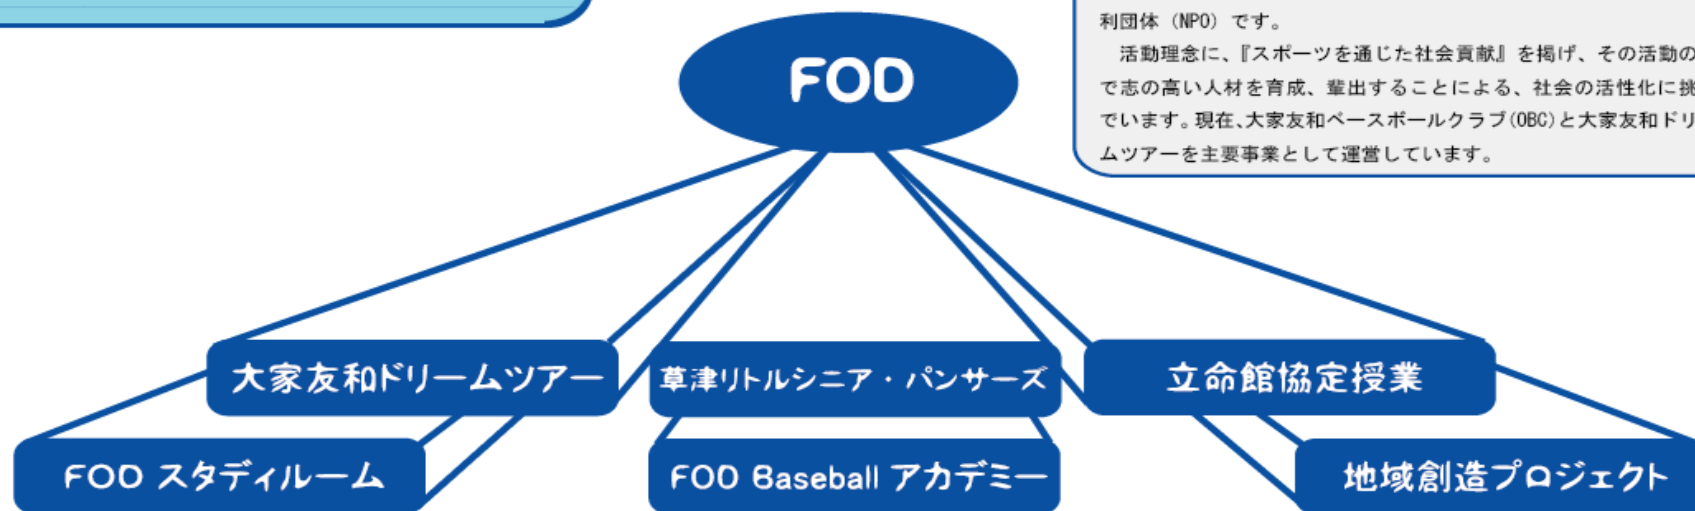 FOD
利団体（NPO）です。
　活動理念に、『スポーツを通じた社会貢献』を掲げ、その活動の
で志の高い人材を育成、輩出することによる、社会の活性化に挑
でいます。現在、大家友和ベースボールクラブ(OBC)と大家友和ドリ
ムツアーを主要事業として運営しています。
大家友和ドリームツアー
草津リトルシニア・パンサーズ
立命館協定授業
FOD スタディルーム
FOD Baseball アカデミー
地域創造プロジェクト